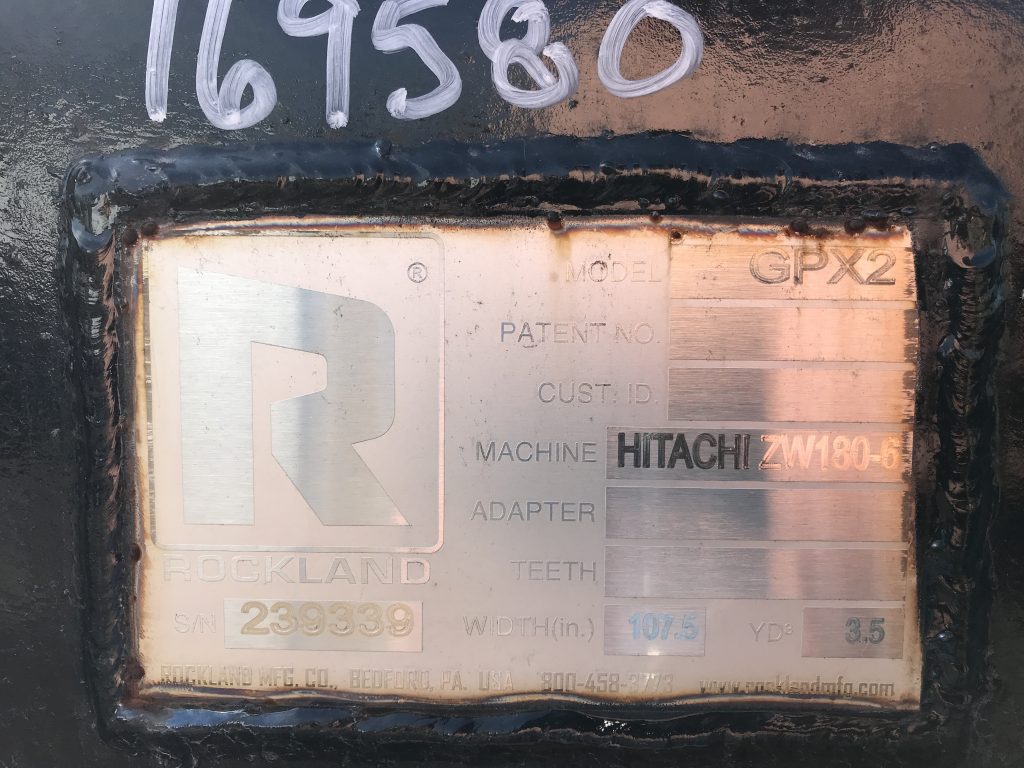 169580
R ®
MODEL GPX2
PATENT NO.
CUST. ID.
MACHINE HITACHI ZW180-6
ADAPTER
TEETH
ROCKLAND
S/N 239339 WIDTH(in.) 107.5 YD³ 3.5
ROCKLAND MFG. CO., BEDFORD, PA. USA 800-458-3773 www.rocklandmfg.com